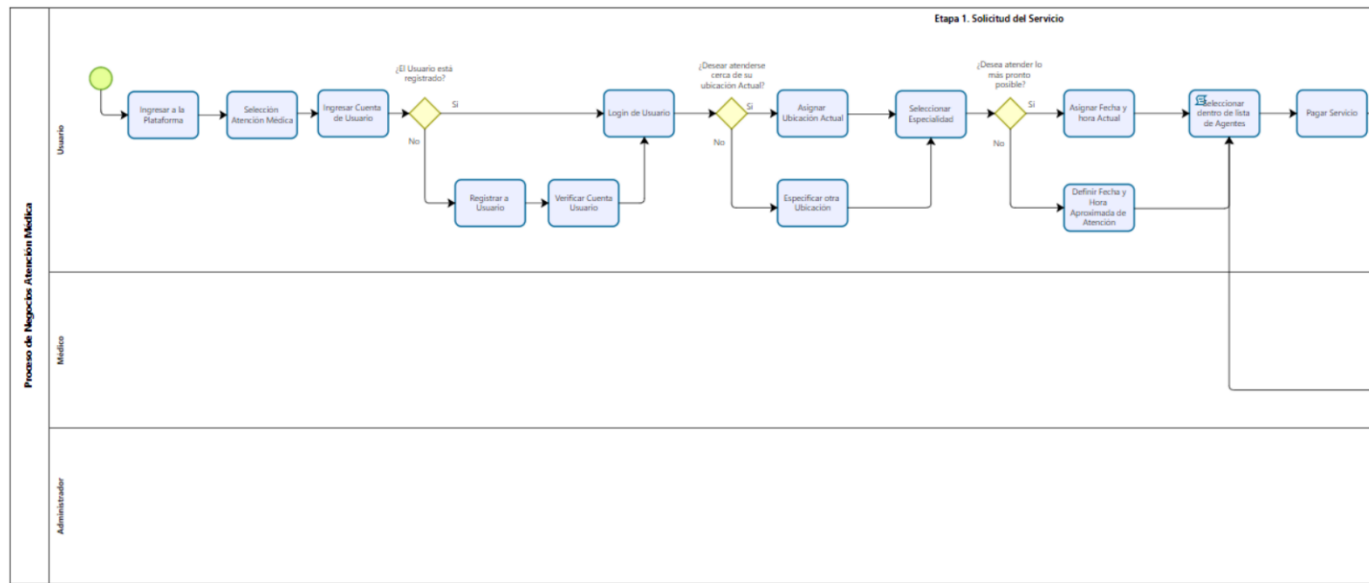 Etapa 1. Solicitud del Servicio
Proceso de Negocios Atención Médica
Usuario
Ingresar a la
Plataforma
Selección
Atención Médica
Ingresar Cuenta
de Usuario
¿El Usuario está
registrado?
Si
No
Registrar a
Usuario
Verificar Cuenta
Usuario
Login de Usuario
¿Desear atenderse
cerca de su
ubicación Actual?
Si
No
Asignar
Ubicación Actual
Especificar otra
Ubicación
Seleccionar
Especialidad
¿Desea atender lo
más pronto
posible?
Si
No
Asignar Fecha y
hora Actual
Definir Fecha y
Hora
Aproximada de
Atención
Seleccionar
dentro de lista
de Agentes
Pagar Servicio
Médico
Administrador